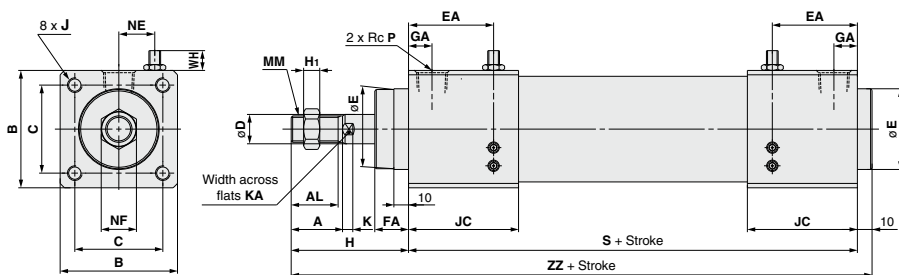 8 x J
NE
WH
B
C
NF
C
B
MM
H1
øD
øE
Width across
flats KA
AL
A
K
FA
10
H
EA
GA
2 x Rc P
JC
S + Stroke
ZZ + Stroke
EA
GA
øE
JC
10